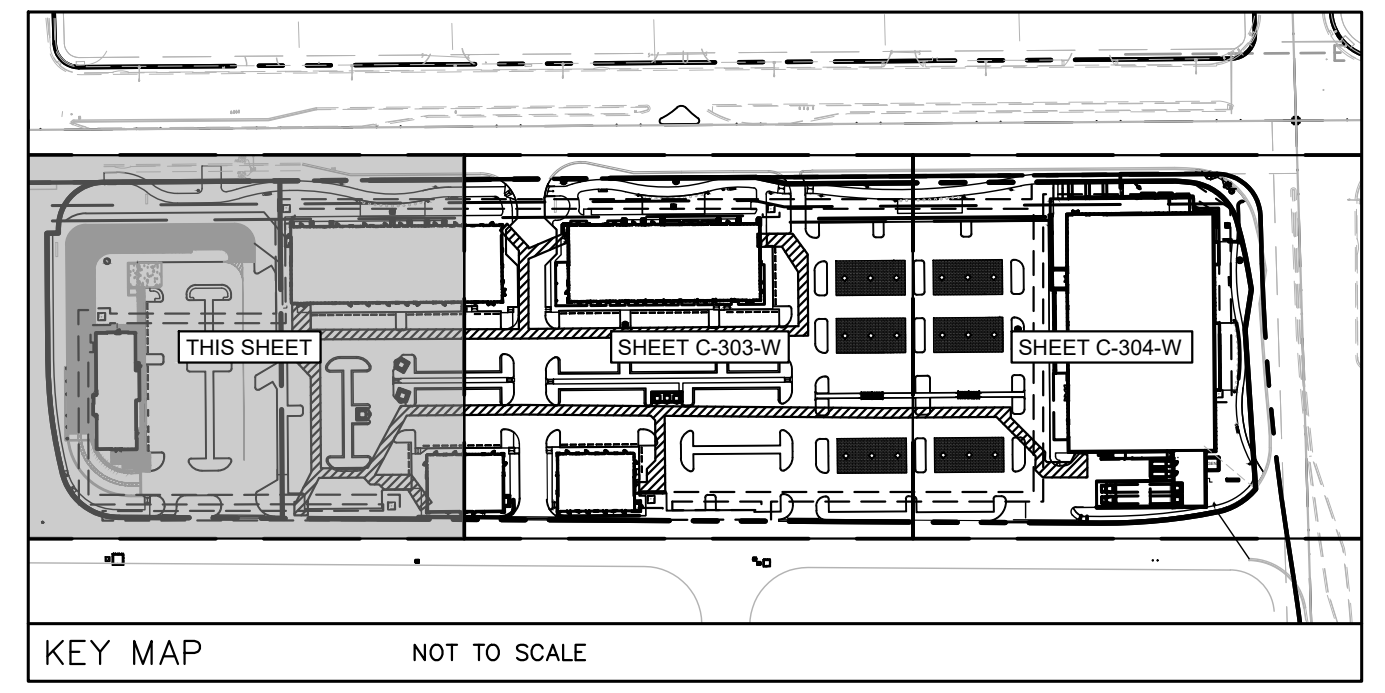 E
THIS SHEET
SHEET C-303-W
SHEET C-304-W
KEY MAP
NOT TO SCALE